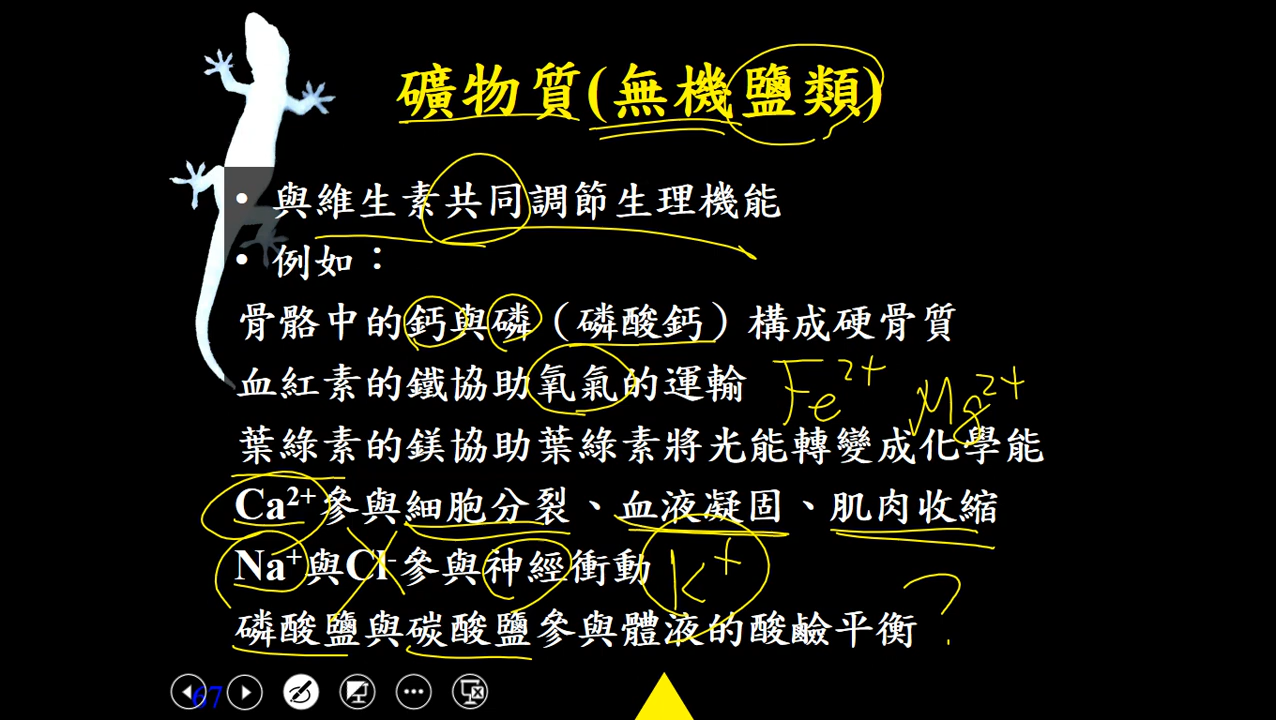 礦物質(無機鹽類)
• 與維生素共同調節生理機能
• 例如：
骨骼中的鈣與磷（磷酸鈣）構成硬骨質
血紅素的鐵協助氧氣的運輸 Fe²⁺ Mg²⁺
葉綠素的鎂協助葉綠素將光能轉變成化學能
Ca²⁺參與細胞分裂、血液凝固、肌肉收縮
Na⁺與Cl⁻參與神經衝動 K⁺
磷酸鹽與碳酸鹽參與體液的酸鹼平衡 ?
67